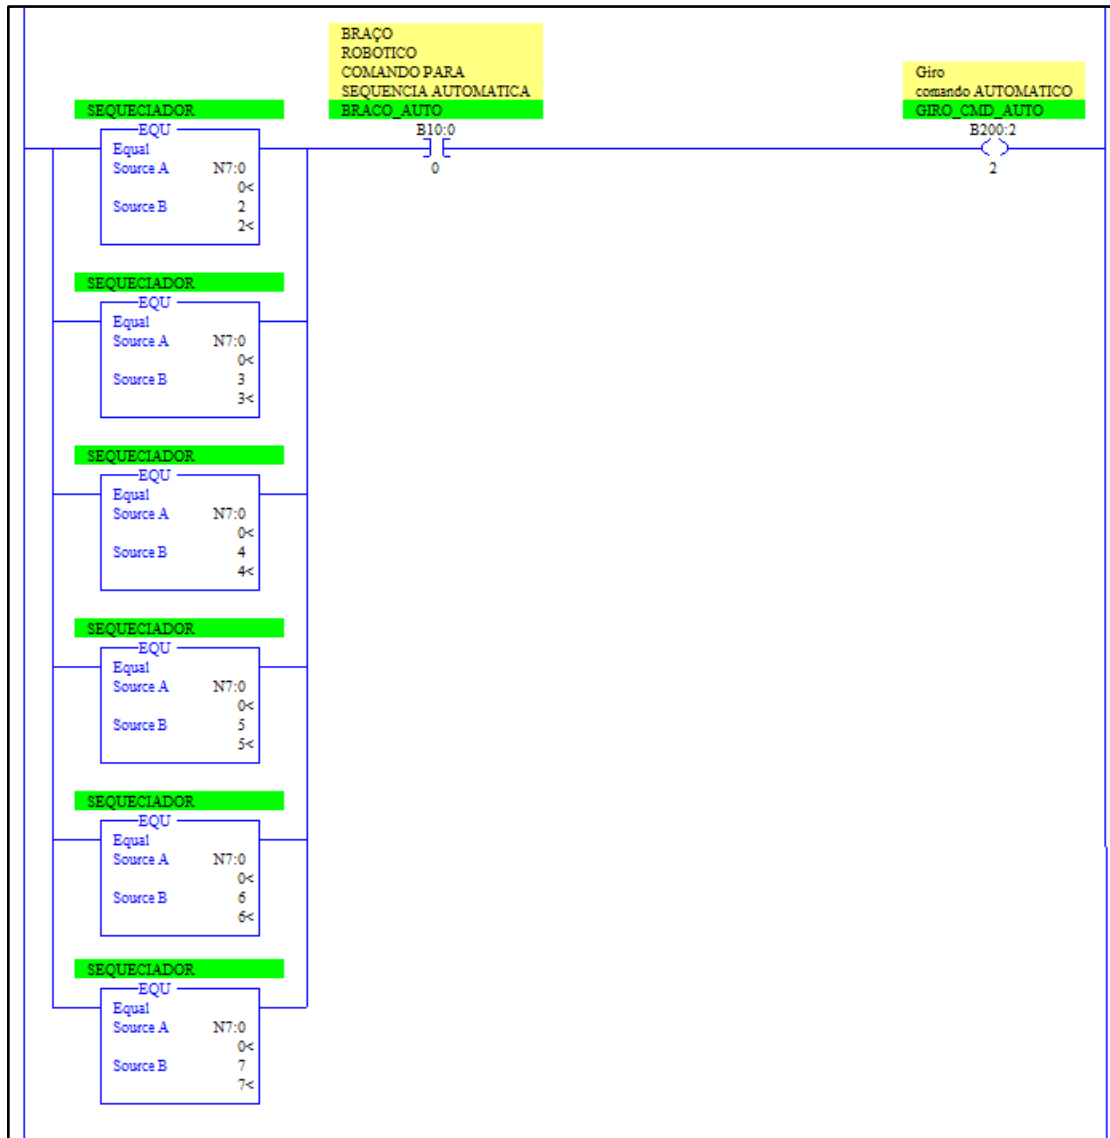 BRAÇO
ROBOTICO
COMANDO PARA
SEQUENCIA AUTOMATICA
BRACO_AUTO
B10:0
0
Giro
comando AUTOMATICO
GIRO_CMD_AUTO
B200:2
2
SEQUECIADOR
EQU
Equal
Source A N7:0
0<
Source B 2
2<
SEQUECIADOR
EQU
Equal
Source A N7:0
0<
Source B 3
3<
SEQUECIADOR
EQU
Equal
Source A N7:0
0<
Source B 4
4<
SEQUECIADOR
EQU
Equal
Source A N7:0
0<
Source B 5
5<
SEQUECIADOR
EQU
Equal
Source A N7:0
0<
Source B 6
6<
SEQUECIADOR
EQU
Equal
Source A N7:0
0<
Source B 7
7<